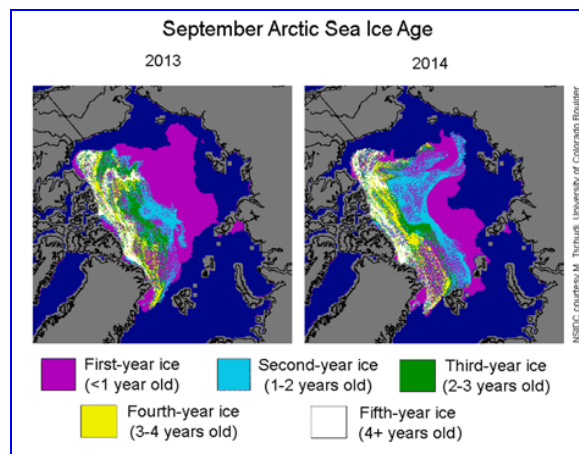 September Arctic Sea Ice Age
2013
2014
NSIDC courtesy M. Tschudi, University of Colorado Boulder
First-year ice
(<1 year old)
Second-year ice
(1-2 years old)
Third-year ice
(2-3 years old)
Fourth-year ice
(3-4 years old)
Fifth-year ice
(4+ years old)